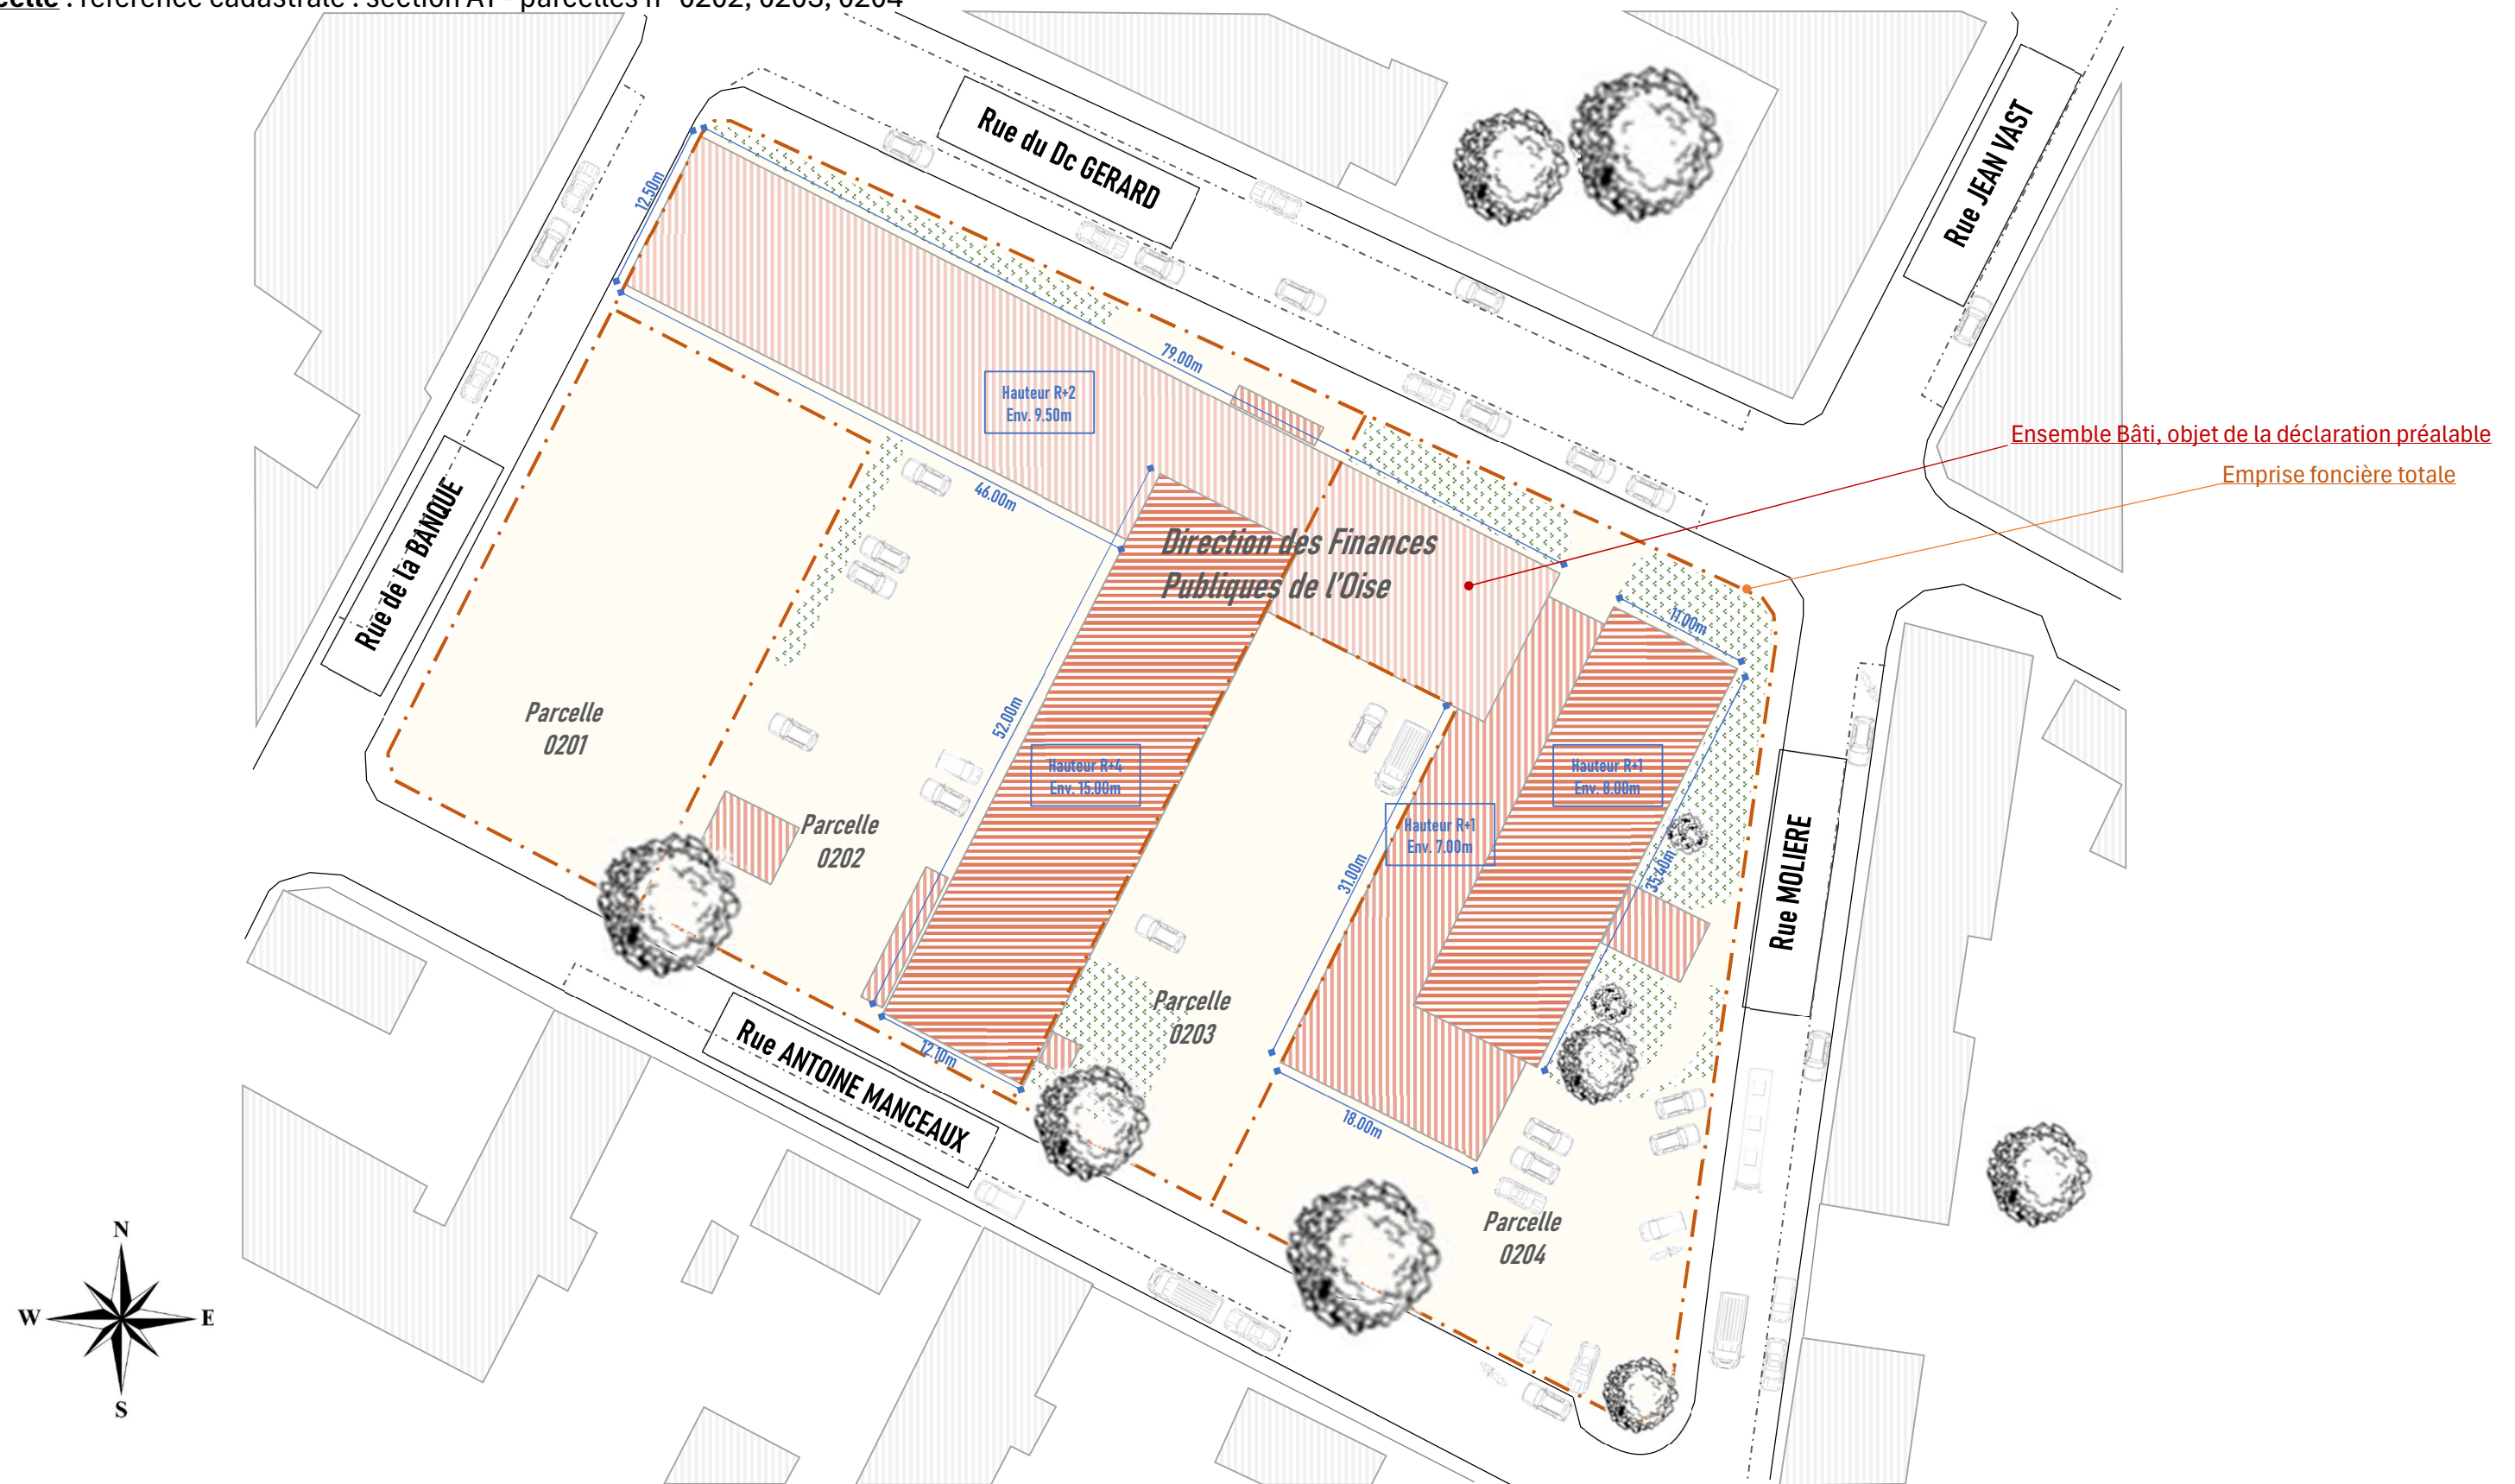 : référence cadastrale : section AT - parcelles n° 0202, 0203, 0204
Rue du Dc GERARD
Rue JEAN VAST
12.50m
79.00m
Hauteur R+2
Env. 9.50m
Ensemble Bâti, objet de la déclaration préalable
Emprise foncière totale
46.00m
Direction des Finances
Publiques de l'Oise
11.00m
Rue de la BANQUE
Parcelle
0201
52.00m
Hauteur R+4
Env. 15.00m
Hauteur R+1
Env. 8.00m
Parcelle
0202
Hauteur R+1
Env. 7.00m
31.00m
35.40m
Rue MOLIERE
Parcelle
0203
12.10m
Rue ANTOINE MANCEAUX
18.00m
Parcelle
0204
N
W
E
S